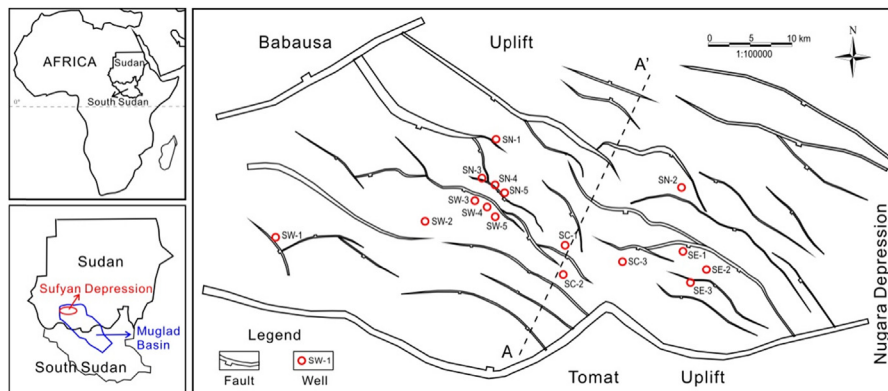 AFRICA
Sudan
South Sudan
0°
Sudan
Sufyan Depression
Muglad
Basin
South Sudan
Babausa
Uplift
0 5 10 km
1:100000
N
A'
SN-1
SN-3
SN-4
SN-5
SN-2
SW-3
SW-4
SW-5
SW-2
SW-1
SC-1
SC-2
SC-3
SE-1
SE-2
SE-3
A
Legend
SW-1
Fault
Well
Tomat
Uplift
Nugara Depression